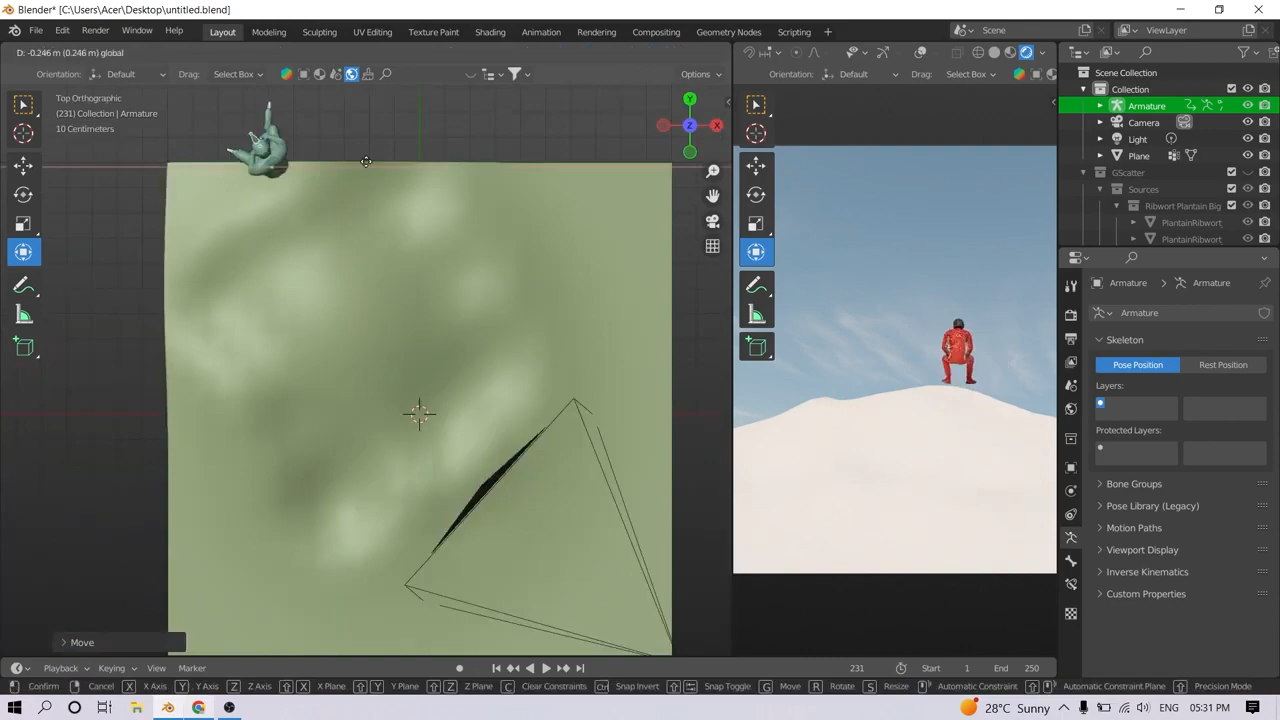 Blender* [C:\Users\Acer\Desktop\untitled.blend]
File Edit Render Window Help Layout Modeling Sculpting UV Editing Texture Paint Shading Animation Rendering Compositing Geometry Nodes Scripting Scene ViewLayer
D: -0.246 m (0.246 m) global
Orientation: Default Drag: Select Box Options Orientation: Default Drag: Select Box
Top Orthographic
(231) Collection | Armature
10 Centimeters
Y
X
Z
Scene Collection
Collection
Armature
Camera
Light
Plane
GScatter
Sources
Ribwort Plantain Big
PlantainRibwort
PlantainRibwort
Armature Armature
Armature
Skeleton
Pose Position Rest Position
Layers:
Protected Layers:
Bone Groups
Pose Library (Legacy)
Motion Paths
Viewport Display
Inverse Kinematics
Custom Properties
Move
Playback Keying View Marker 231 Start 1 End 250
Confirm Cancel X X Axis Y Y Axis Z Z Axis X X Plane Y Y Plane Z Z Plane C Clear Constraints Ctrl Snap Invert Snap Toggle G Move R Rotate S Resize Automatic Constraint Automatic Constraint Plane Precision Mode
28°C Sunny ENG 05:31 PM